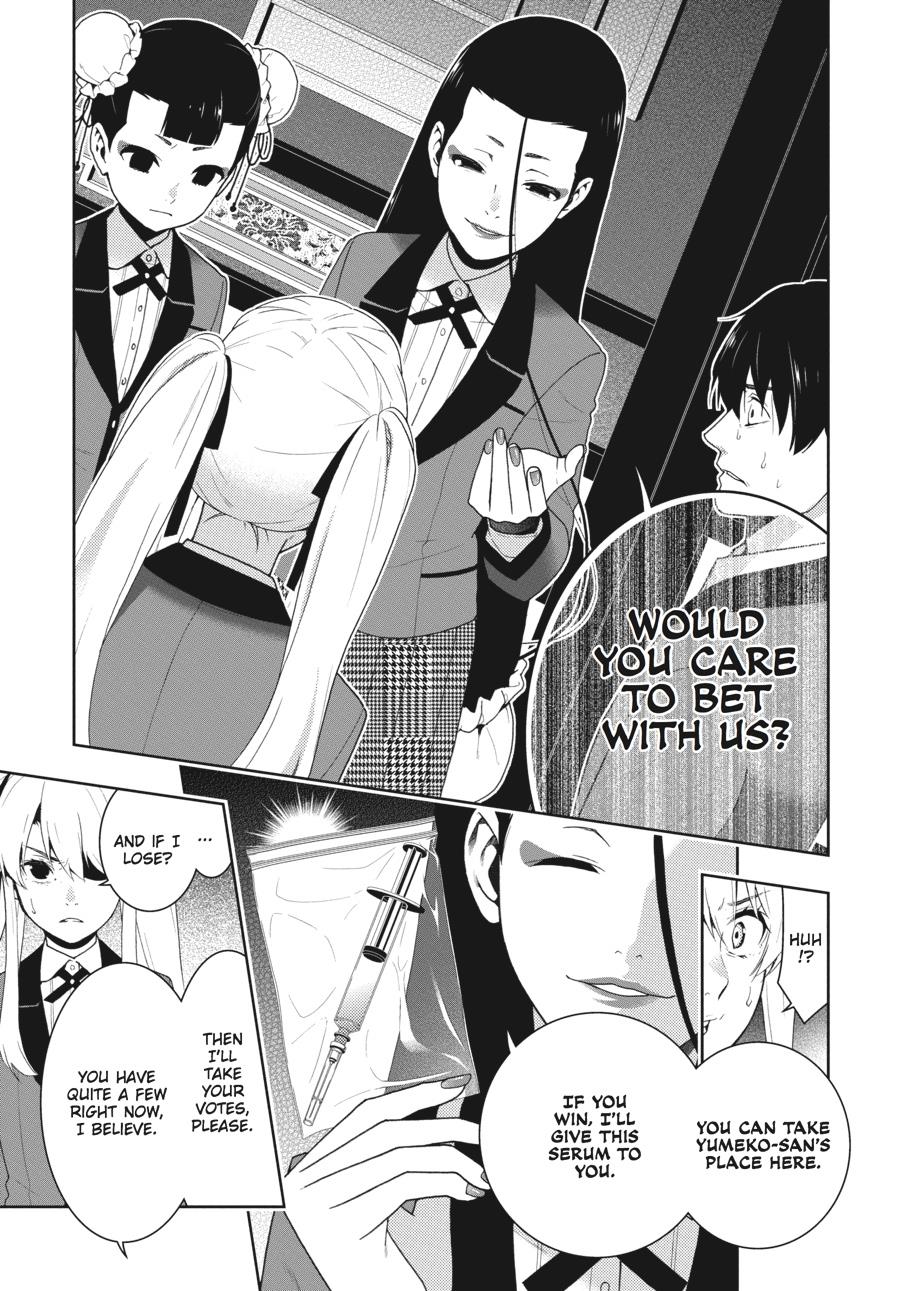 WOULD
YOU CARE
TO BET
WITH US?
HUH
!?
YOU CAN TAKE
YUMEKO-SAN'S
PLACE HERE.
IF YOU
WIN, I'LL
GIVE THIS
SERUM TO
YOU.
...
AND IF I
LOSE?
THEN
I'LL
TAKE
YOUR
VOTES,
PLEASE.
YOU HAVE
QUITE A FEW
RIGHT NOW,
I BELIEVE.